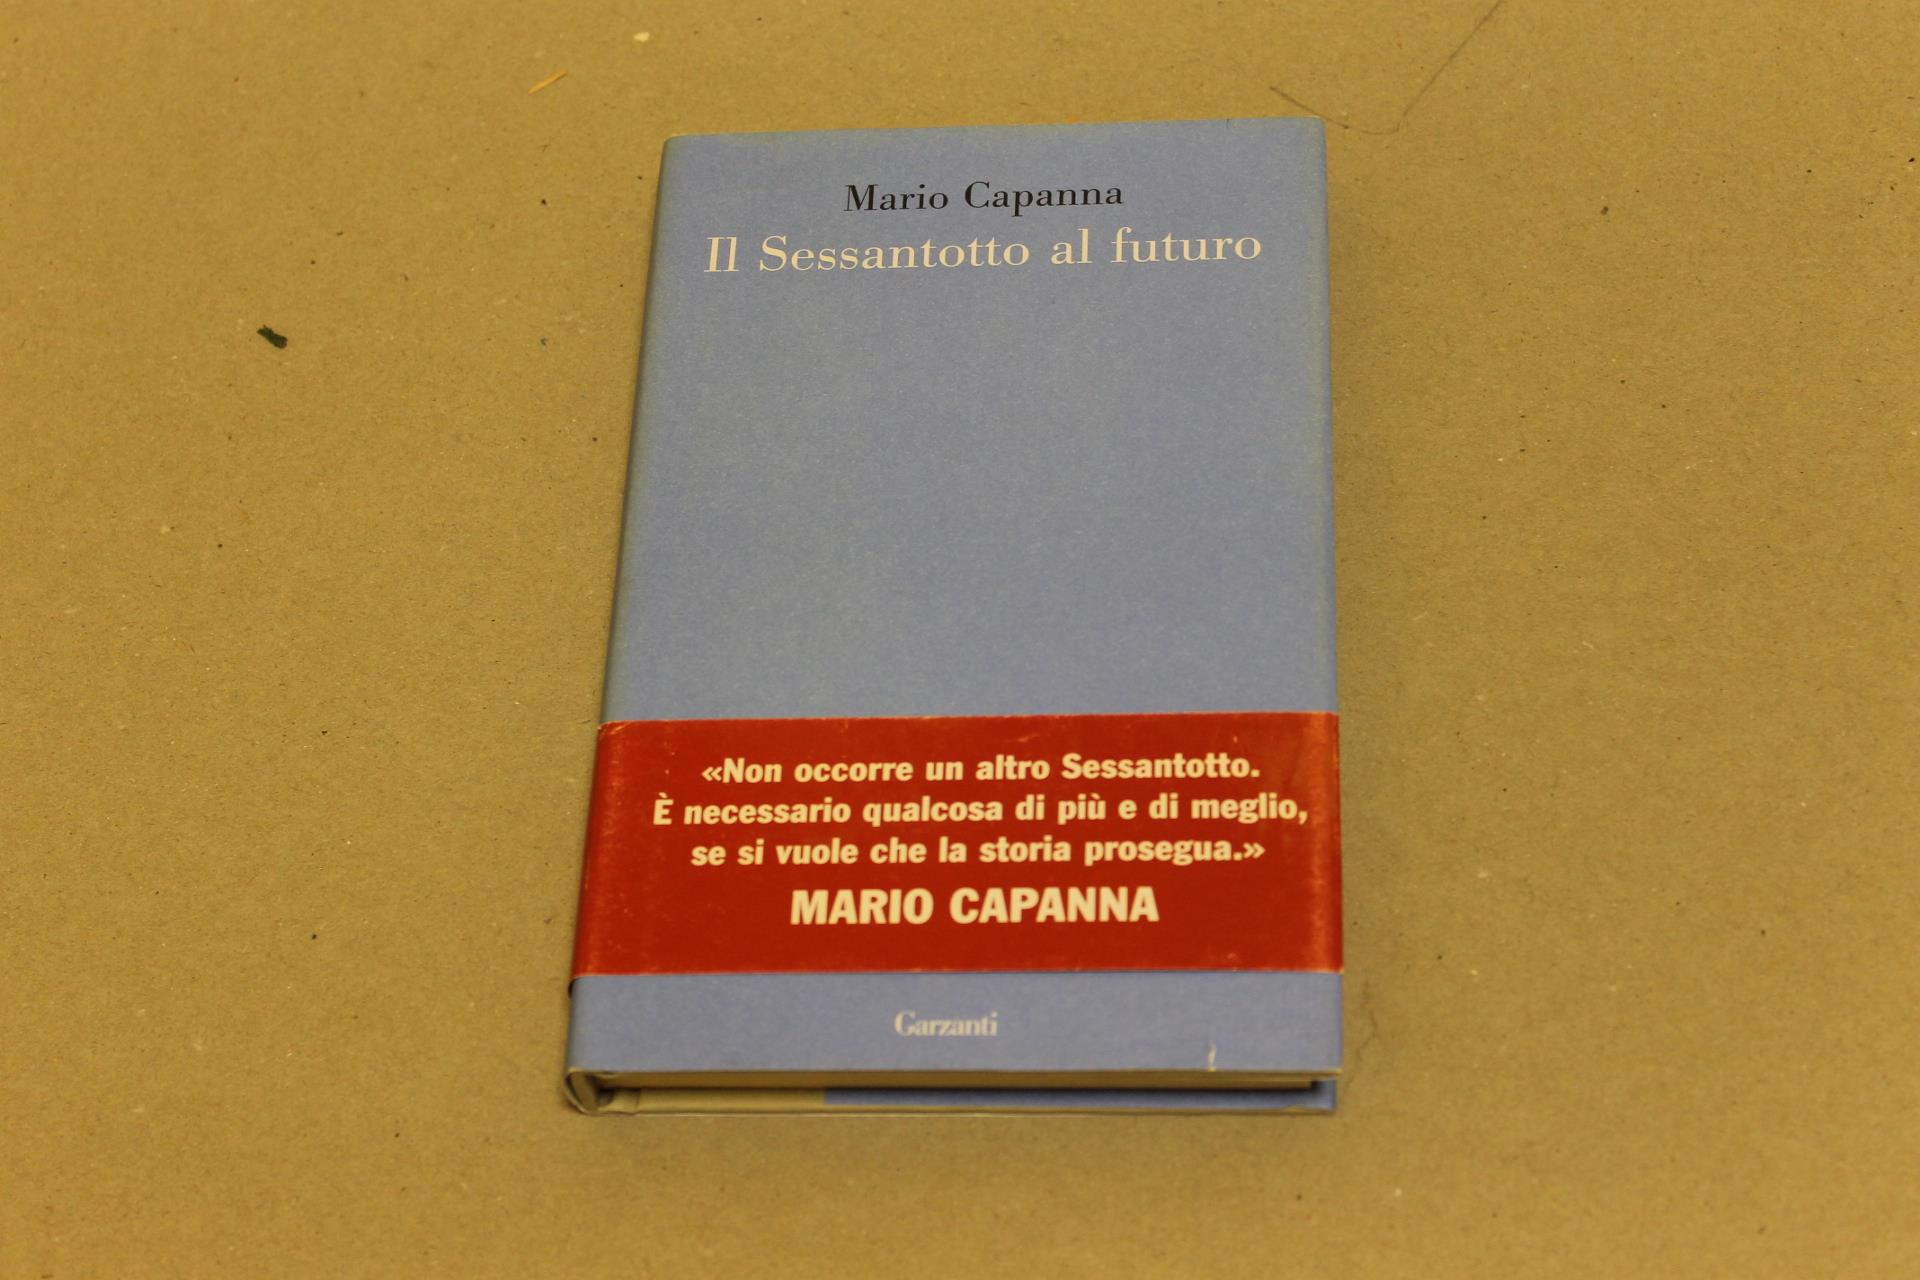 Mario Capanna
Il Sessantotto al futuro
«Non occorre un altro Sessantotto.
È necessario qualcosa di più e di meglio,
se si vuole che la storia prosegua.»
MARIO CAPANNA
Garzanti